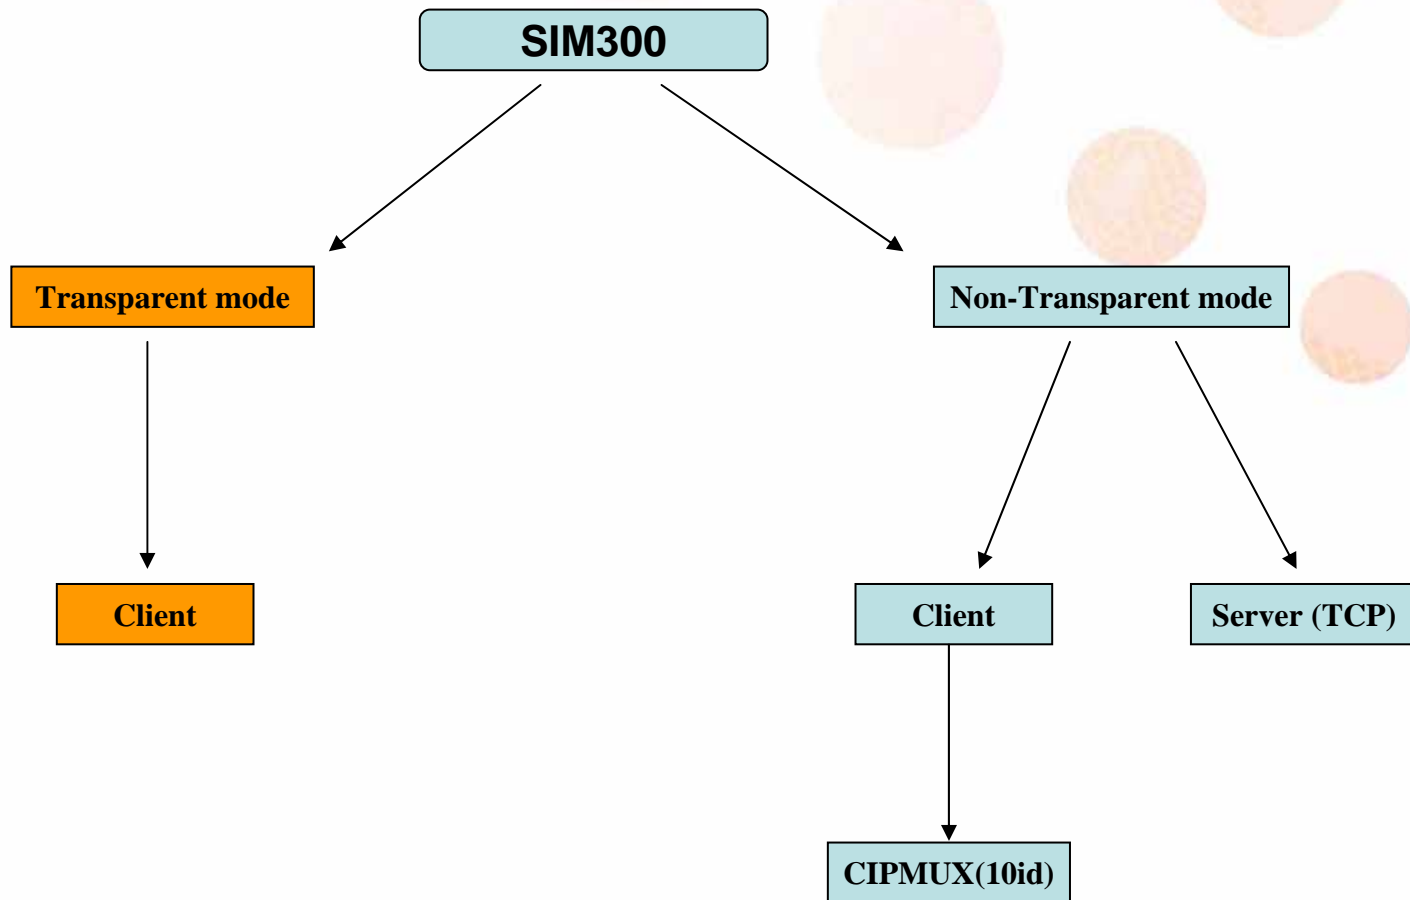 SIM300
Transparent mode
Non-Transparent mode
Client
Client
Server (TCP)
CIPMUX(10id)